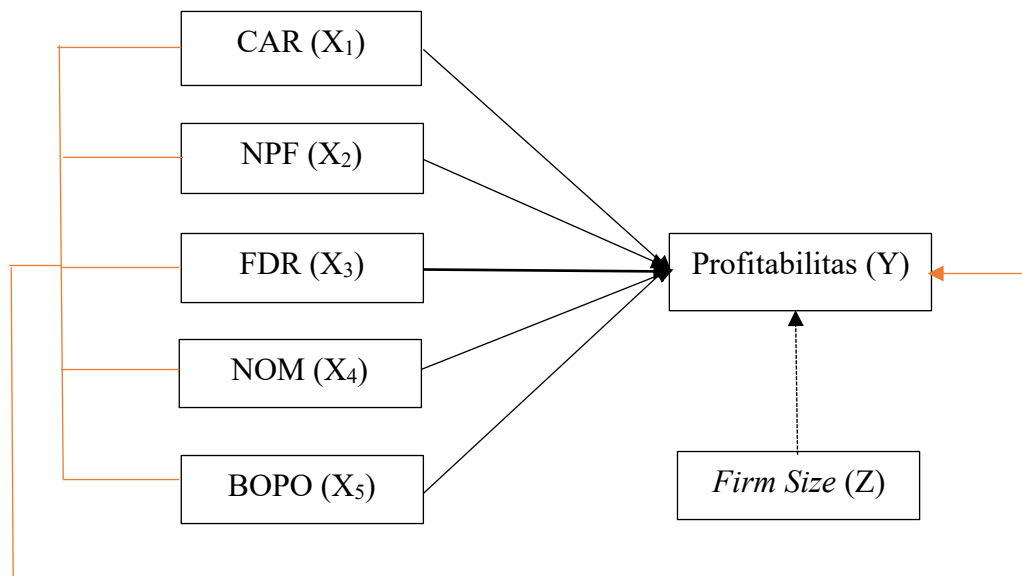 CAR (X₁)
NPF (X₂)
FDR (X₃)
Profitabilitas (Y)
NOM (X₄)
BOPO (X₅)
Firm Size (Z)